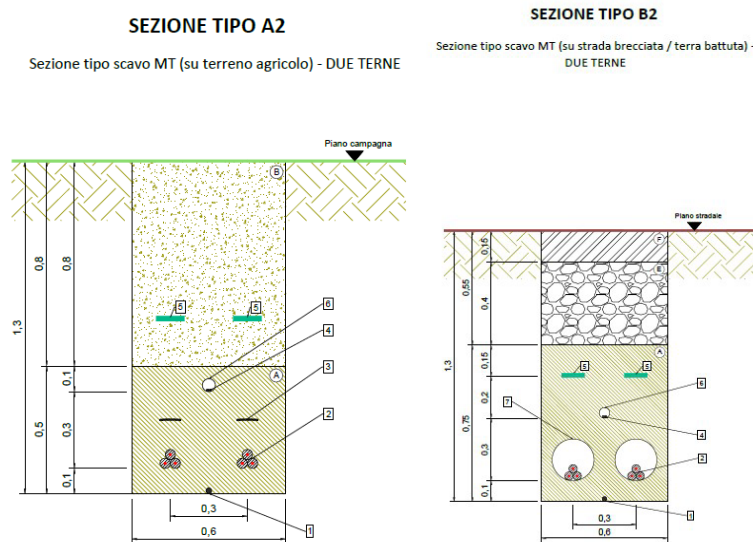 SEZIONE TIPO A2
Sezione tipo scavo MT (su terreno agricolo) - DUE TERNE
Piano campagna
B
0,8
0,8
1,3
5
5
6
4
3
2
A
0,1
0,3
0,5
0,1
1
0,3
0,6
SEZIONE TIPO B2
Sezione tipo scavo MT (su strada brecciata / terra battuta) -
DUE TERNE
Piano stradale
F
0,15
E
0,55
0,4
1,3
A
0,15
5
5
0,2
6
7
4
0,75
0,3
2
0,1
1
0,3
0,6